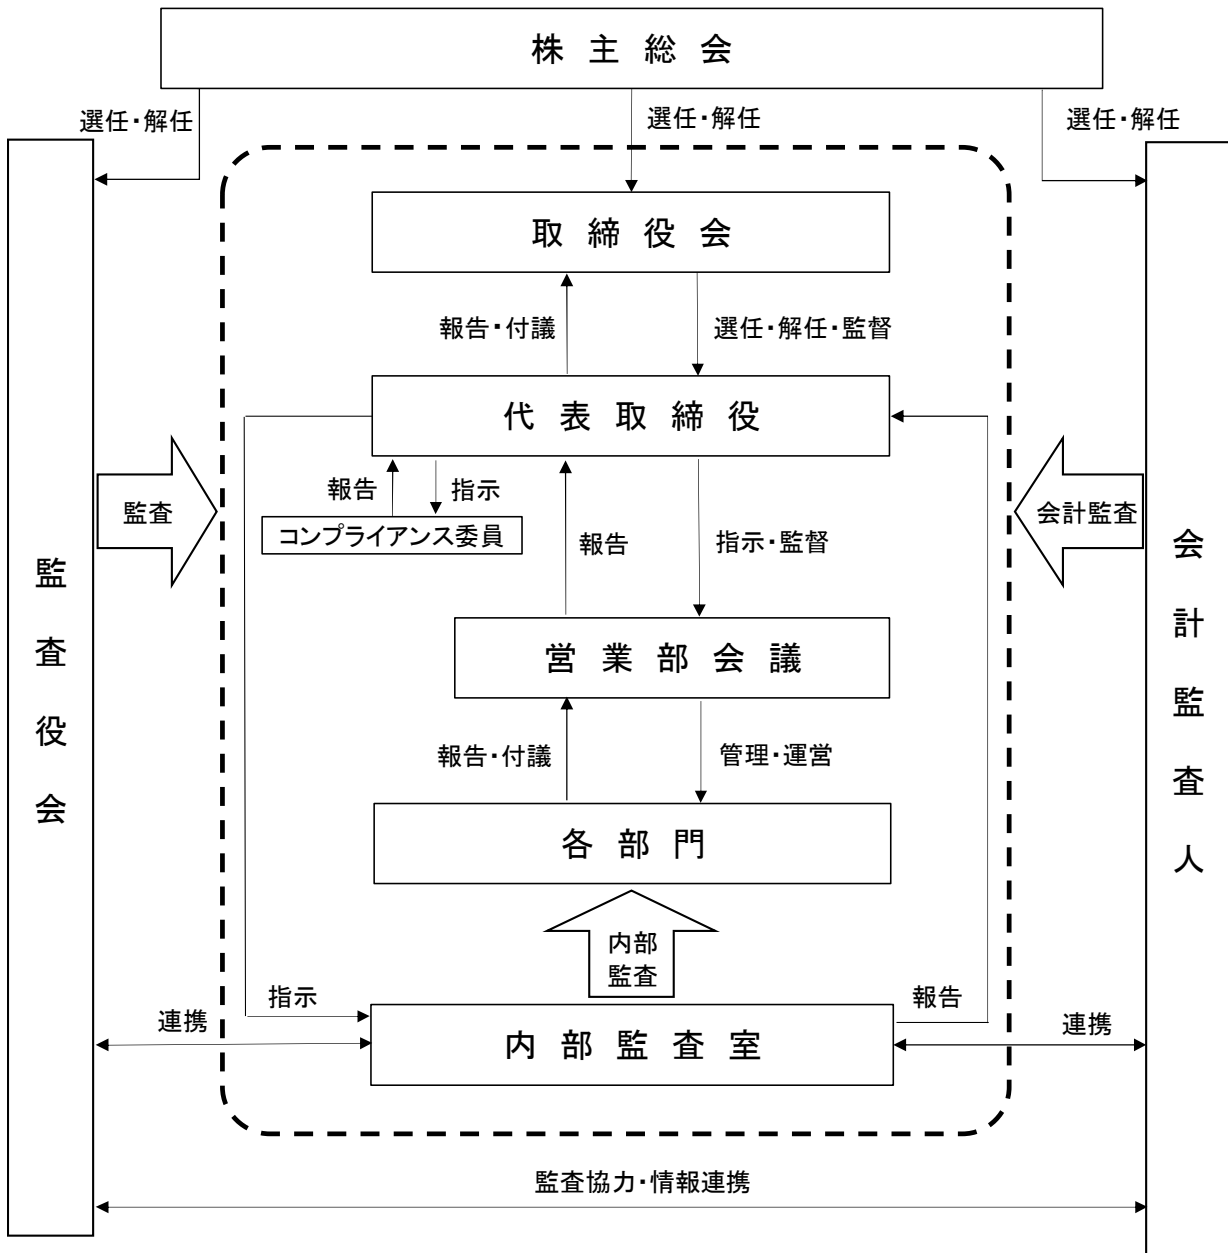 株主総会
選任・解任
選任・解任
選任・解任
取締役会
報告・付議
選任・解任・監督
代表取締役
報告
指示
コンプライアンス委員
監査
会計監査
報告
指示・監督
監査役会
会計監査人
営業部会議
報告・付議
管理・運営
各部門
内部
監査
指示
報告
連携
連携
内部監査室
監査協力・情報連携